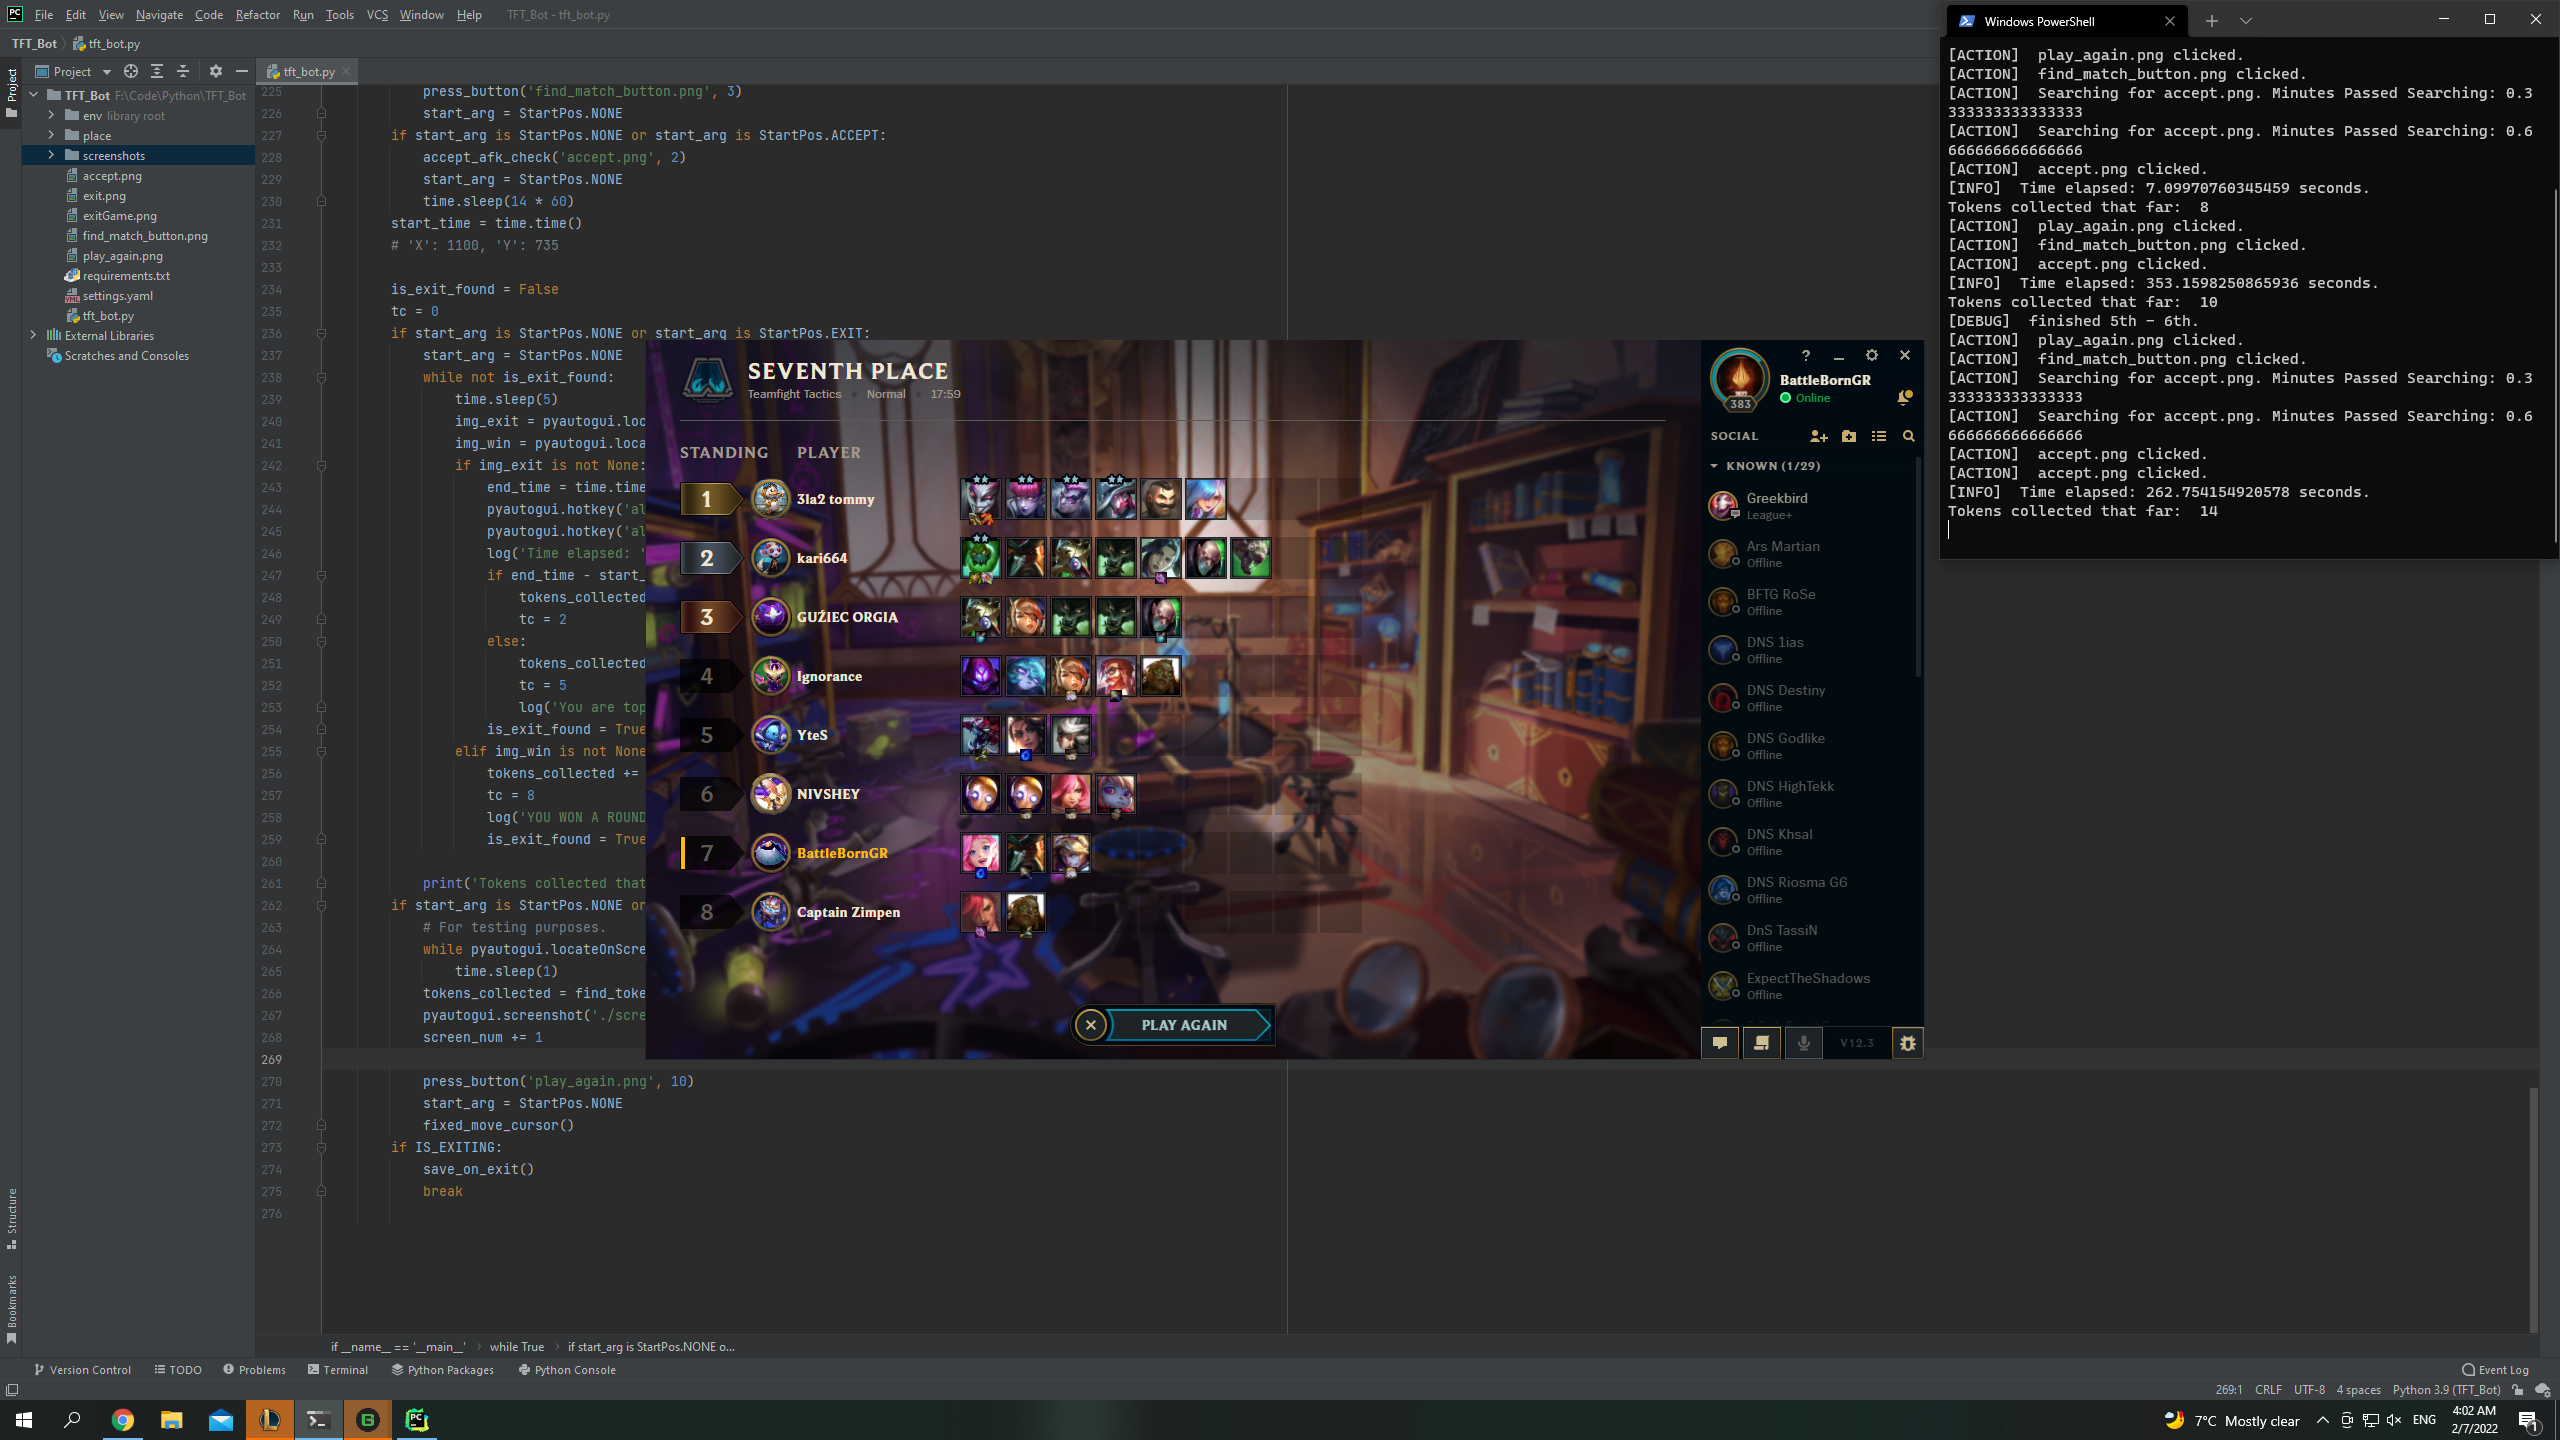 File Edit View Navigate Code Refactor Run Tools VCS Window Help TFT_Bot - tft_bot.py
TFT_Bot tft_bot.py
Project
Project
TFT_Bot F:\Code\Python\TFT_Bot
env library root
place
screenshots
accept.png
exit.png
exitGame.png
find_match_button.png
play_again.png
requirements.txt
settings.yaml
tft_bot.py
External Libraries
Scratches and Consoles
Structure
Bookmarks
tft_bot.py
225 press_button('find_match_button.png', 3)
226 start_arg = StartPos.NONE
227 if start_arg is StartPos.NONE or start_arg is StartPos.ACCEPT:
228 accept_afk_check('accept.png', 2)
229 start_arg = StartPos.NONE
230 time.sleep(14 * 60)
231 start_time = time.time()
232 # 'X': 1100, 'Y': 735
233
234 is_exit_found = False
235 tc = 0
236 if start_arg is StartPos.NONE or start_arg is StartPos.EXIT:
237 start_arg = StartPos.NONE
238 while not is_exit_found:
239 time.sleep(5)
240 img_exit = pyautogui.loc
241 img_win = pyautogui.loca
242 if img_exit is not None:
243 end_time = time.time
244 pyautogui.hotkey('al
245 pyautogui.hotkey('al
246 log('Time elapsed: '
247 if end_time - start_
248 tokens_collected
249 tc = 2
250 else:
251 tokens_collected
252 tc = 5
253 log('You are top
254 is_exit_found = True
255 elif img_win is not None
256 tokens_collected +=
257 tc = 8
258 log('YOU WON A ROUND
259 is_exit_found = True
260
261 print('Tokens collected that
262 if start_arg is StartPos.NONE or
263 # For testing purposes.
264 while pyautogui.locateOnScre
265 time.sleep(1)
266 tokens_collected = find_toke
267 pyautogui.screenshot('./scre
268 screen_num += 1
269
270 press_button('play_again.png', 10)
271 start_arg = StartPos.NONE
272 fixed_move_cursor()
273 if IS_EXITING:
274 save_on_exit()
275 break
276
if __name__ == '__main__' while True if start_arg is StartPos.NONE o...
SEVENTH PLACE
Teamfight Tactics Normal 17:59
STANDING PLAYER
1 3la2 tommy
2 kari664
3 GUŹIEC ORGIA
4 Ignorance
5 YteS
6 NIVSHEY
7 BattleBornGR
8 Captain Zimpen
PLAY AGAIN
?
BattleBornGR
Online
383
SOCIAL
KNOWN (1/29)
Greekbird
League+
Ars Martian
Offline
BFTG RoSe
Offline
DNS 1ias
Offline
DNS Destiny
Offline
DNS Godlike
Offline
DNS HighTekk
Offline
DNS Khsal
Offline
DNS Riosma G6
Offline
DnS TassiN
Offline
ExpectTheShadows
Offline
V12.3
Windows PowerShell
[ACTION] play_again.png clicked.
[ACTION] find_match_button.png clicked.
[ACTION] Searching for accept.png. Minutes Passed Searching: 0.3
333333333333333
[ACTION] Searching for accept.png. Minutes Passed Searching: 0.6
666666666666666
[ACTION] accept.png clicked.
[INFO] Time elapsed: 7.09970760345459 seconds.
Tokens collected that far: 8
[ACTION] play_again.png clicked.
[ACTION] find_match_button.png clicked.
[ACTION] accept.png clicked.
[INFO] Time elapsed: 353.1598250865936 seconds.
Tokens collected that far: 10
[DEBUG] finished 5th - 6th.
[ACTION] play_again.png clicked.
[ACTION] find_match_button.png clicked.
[ACTION] Searching for accept.png. Minutes Passed Searching: 0.3
333333333333333
[ACTION] Searching for accept.png. Minutes Passed Searching: 0.6
666666666666666
[ACTION] accept.png clicked.
[ACTION] accept.png clicked.
[INFO] Time elapsed: 262.754154920578 seconds.
Tokens collected that far: 14
Version Control TODO Problems Terminal Python Packages Python Console Event Log
269:1 CRLF UTF-8 4 spaces Python 3.9 (TFT_Bot)
7°C Mostly clear ENG
4:02 AM
2/7/2022
1